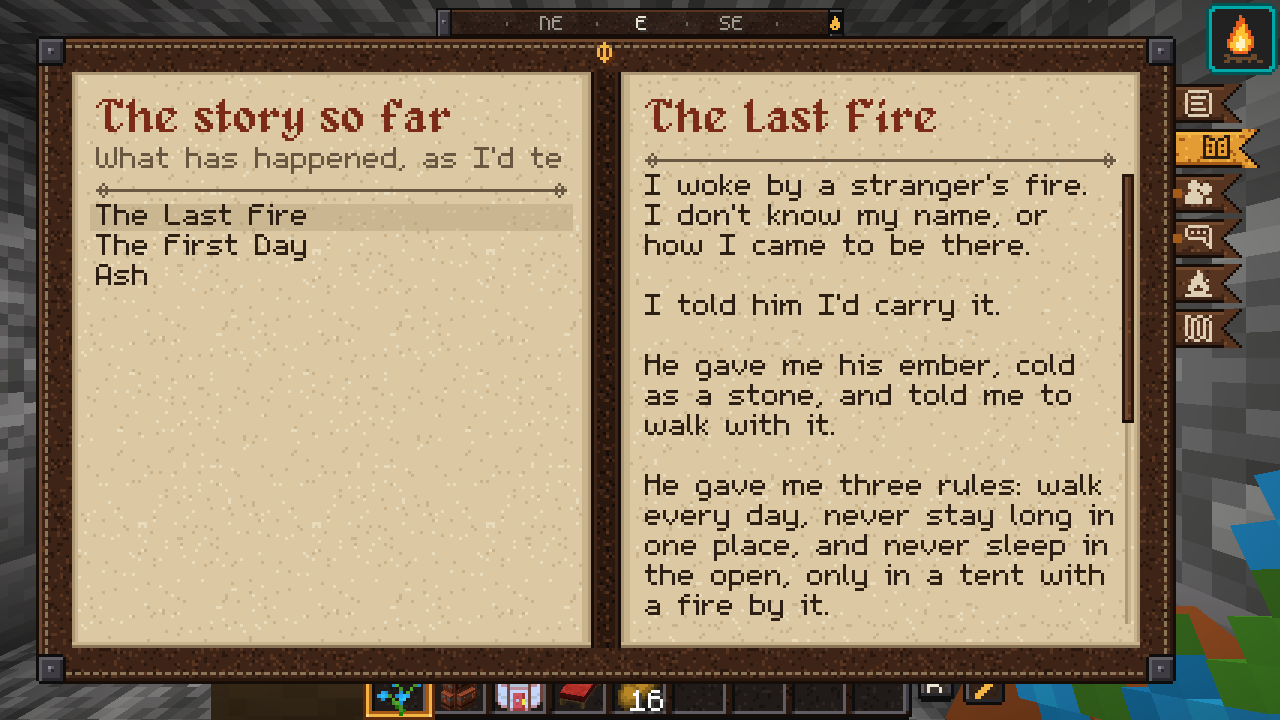 NE E SE
The story so far
What has happened, as I'd te
The Last Fire
The First Day
Ash
The Last Fire
I woke by a stranger's fire.
I don't know my name, or
how I came to be there.
I told him I'd carry it.
He gave me his ember, cold
as a stone, and told me to
walk with it.
He gave me three rules: walk
every day, never stay long in
one place, and never sleep in
the open, only in a tent with
a fire by it.
16